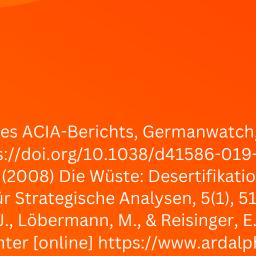 es ACIA-Berichts, Germanwatch,
s://doi.org/10.1038/d41586-019-
(2008) Die Wüste: Desertifikatio
ür Strategische Analysen, 5(1), 51
J., Löbermann, M., & Reisinger, E.
nter [online] https://www.ardalph